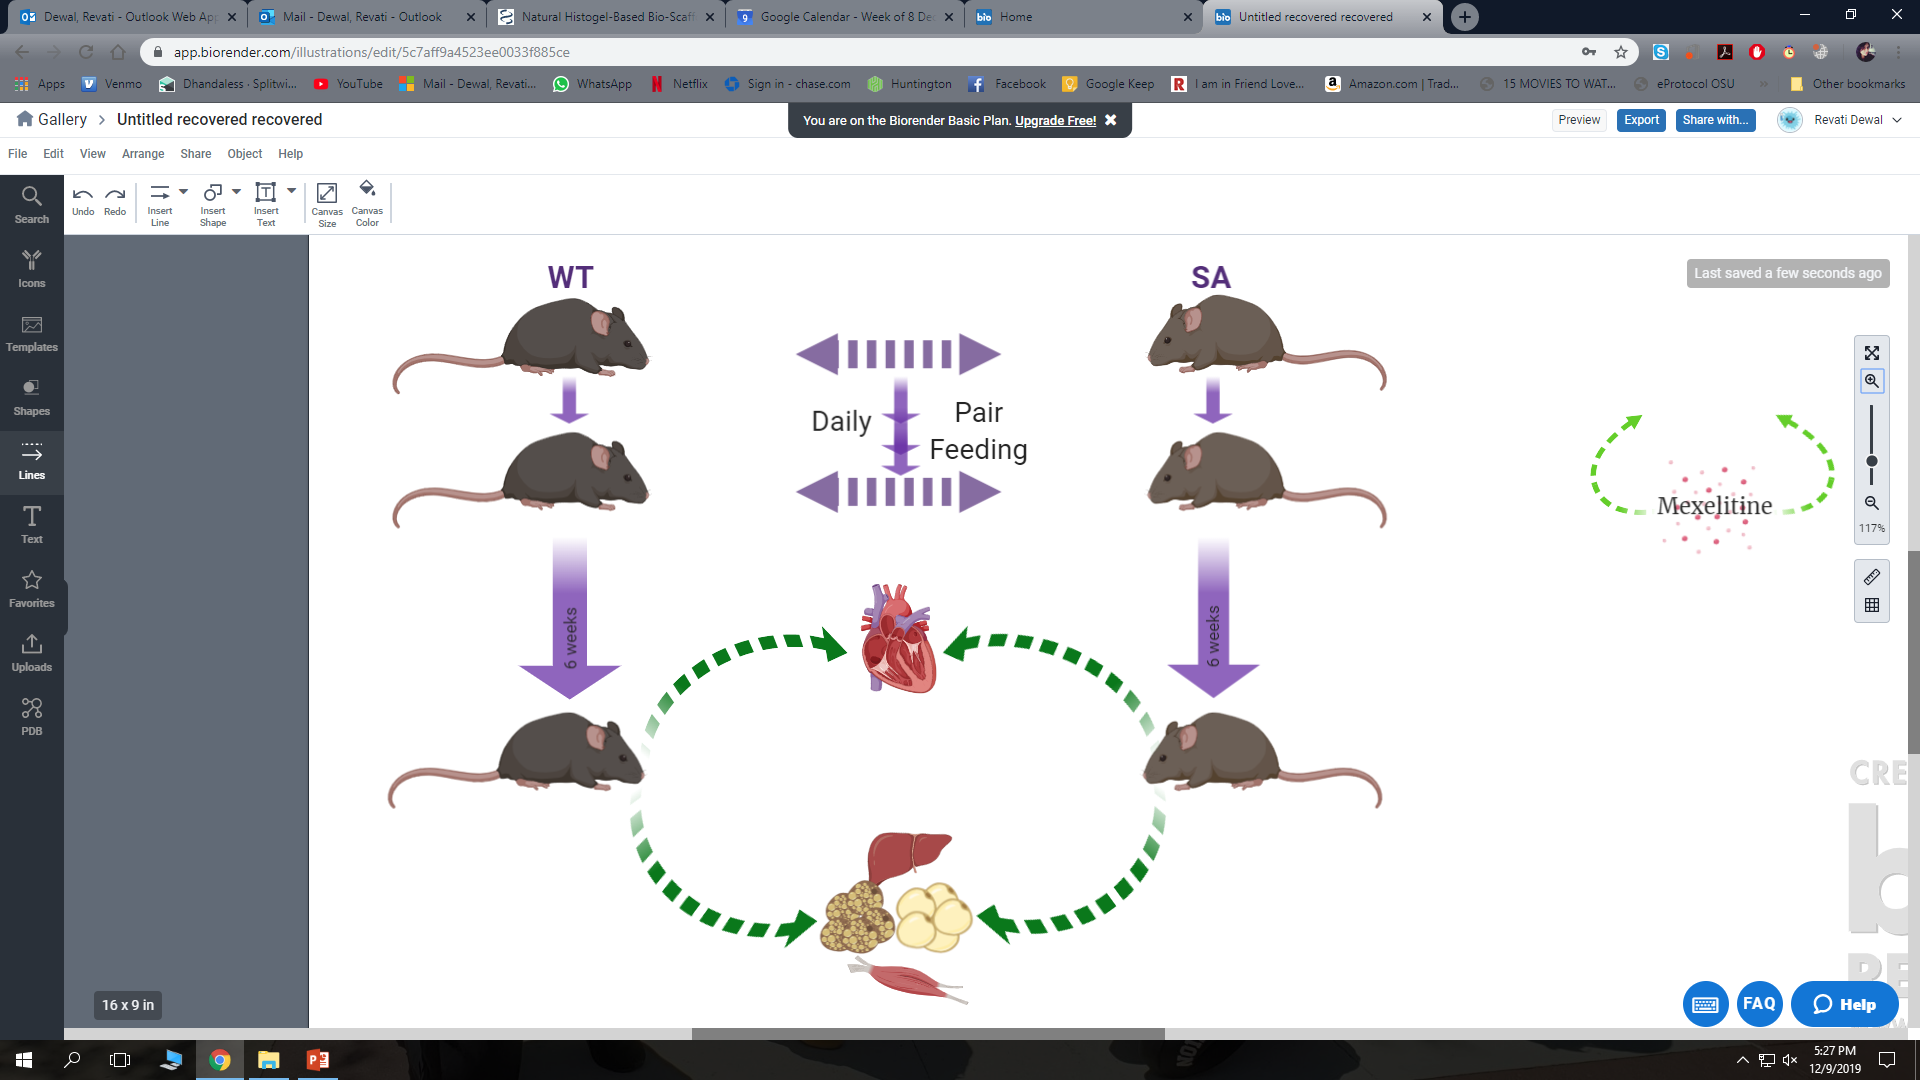 Dewal, Revati - Outlook Web App
Mail - Dewal, Revati - Outlook
Natural Histogel-Based Bio-Scaff
Google Calendar - Week of 8 De
Home
Untitled recovered recovered
app.biorender.com/illustrations/edit/5c7aff9a4523ee0033f885ce
Apps
Venmo
Dhandaless · Splitwi...
YouTube
Mail - Dewal, Revati...
WhatsApp
Netflix
Sign in - chase.com
Huntington
Facebook
Google Keep
I am in Friend Love...
Amazon.com | Trad...
15 MOVIES TO WAT...
eProtocol OSU
»
Other bookmarks
Gallery > Untitled recovered recovered
You are on the Biorender Basic Plan. Upgrade Free!
Preview
Export
Share with...
Revati Dewal
File Edit View Arrange Share Object Help
Undo
Redo
Insert Line
Insert Shape
Insert Text
Canvas Size
Canvas Color
Search
Icons
Templates
Shapes
Lines
Text
Favorites
Uploads
PDB
WT
SA
Last saved a few seconds ago
Daily
Pair
Feeding
Mexelitine
117%
6 weeks
6 weeks
CRE
b
RE
16 x 9 in
FAQ
Help
5:27 PM
12/9/2019